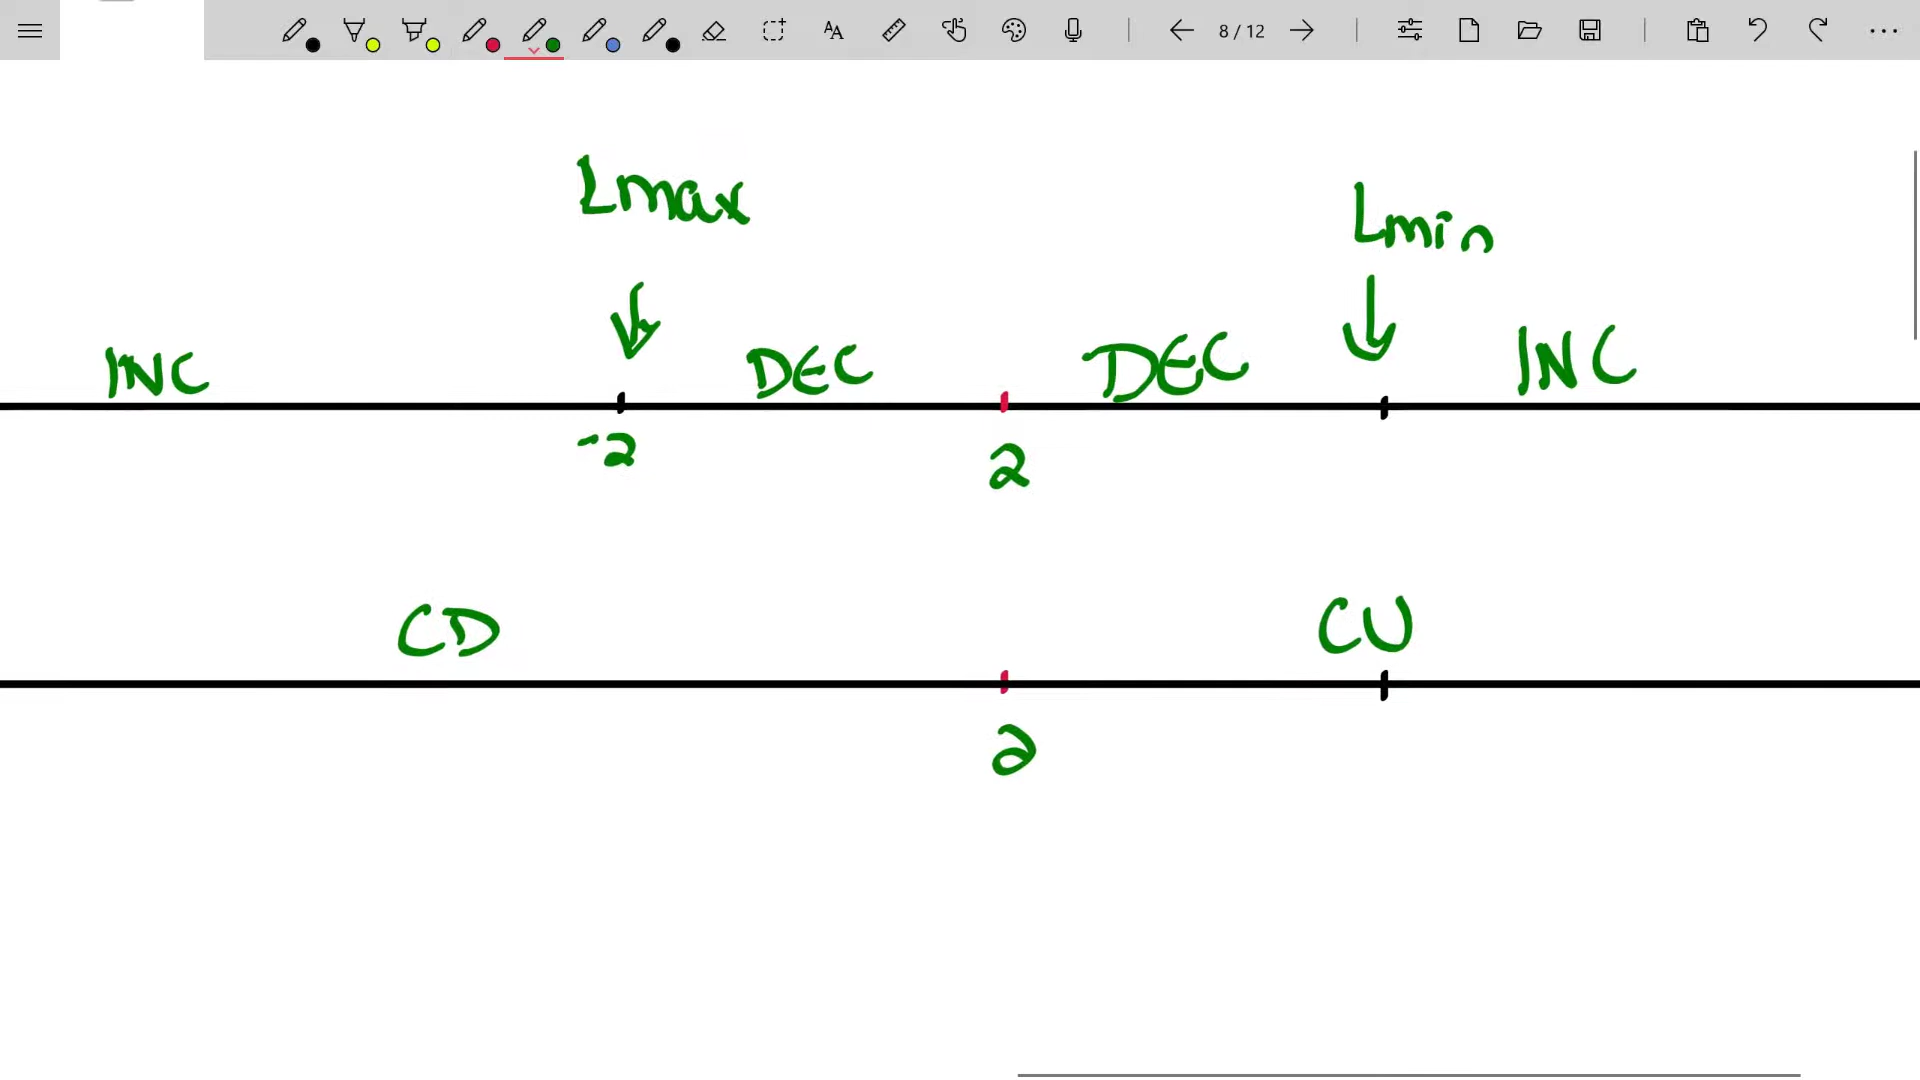 8 / 12
Lmax Lmin
INC DEC DEC INC
-2 2
CD CU
2